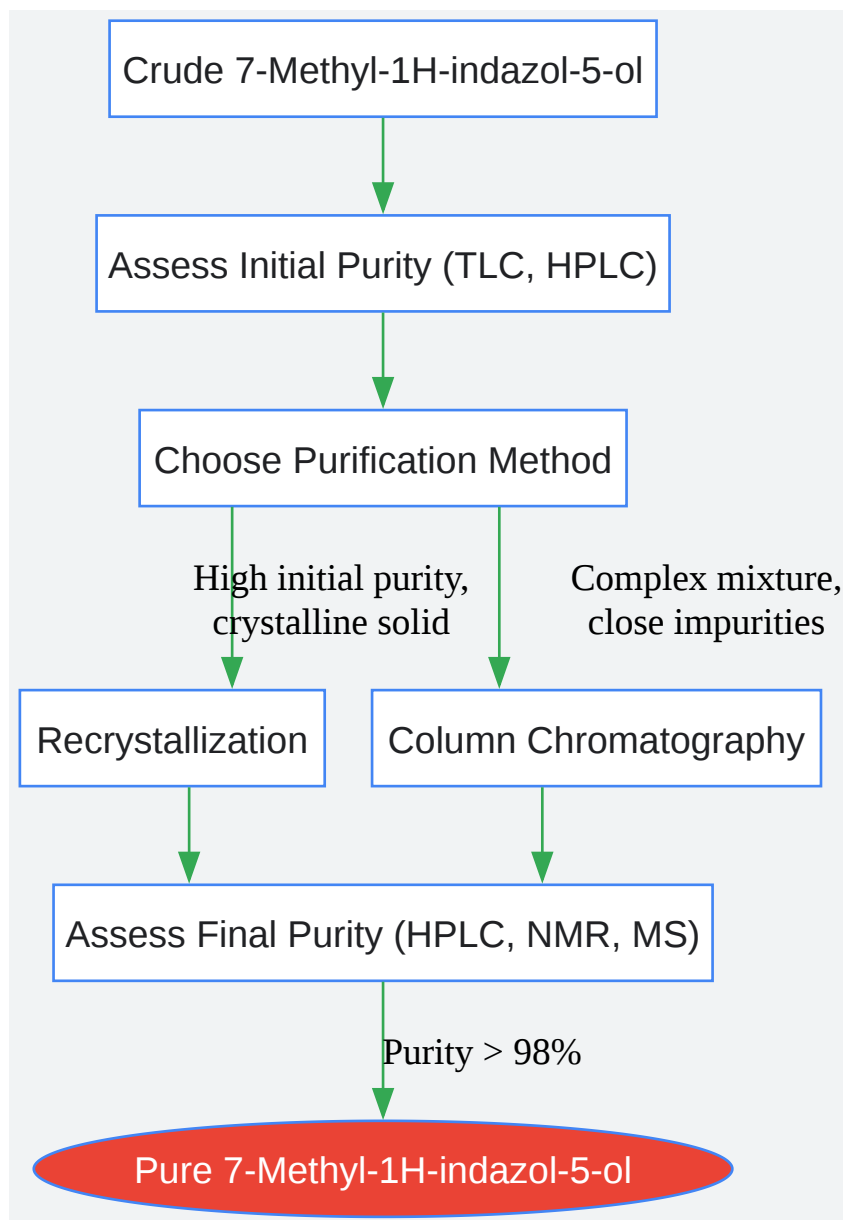 Crude 7-Methyl-1H-indazol-5-ol
Assess Initial Purity (TLC, HPLC)
Choose Purification Method
High initial purity,
crystalline solid
Complex mixture,
close impurities
Recrystallization
Column Chromatography
Assess Final Purity (HPLC, NMR, MS)
Purity > 98%
Pure 7-Methyl-1H-indazol-5-ol